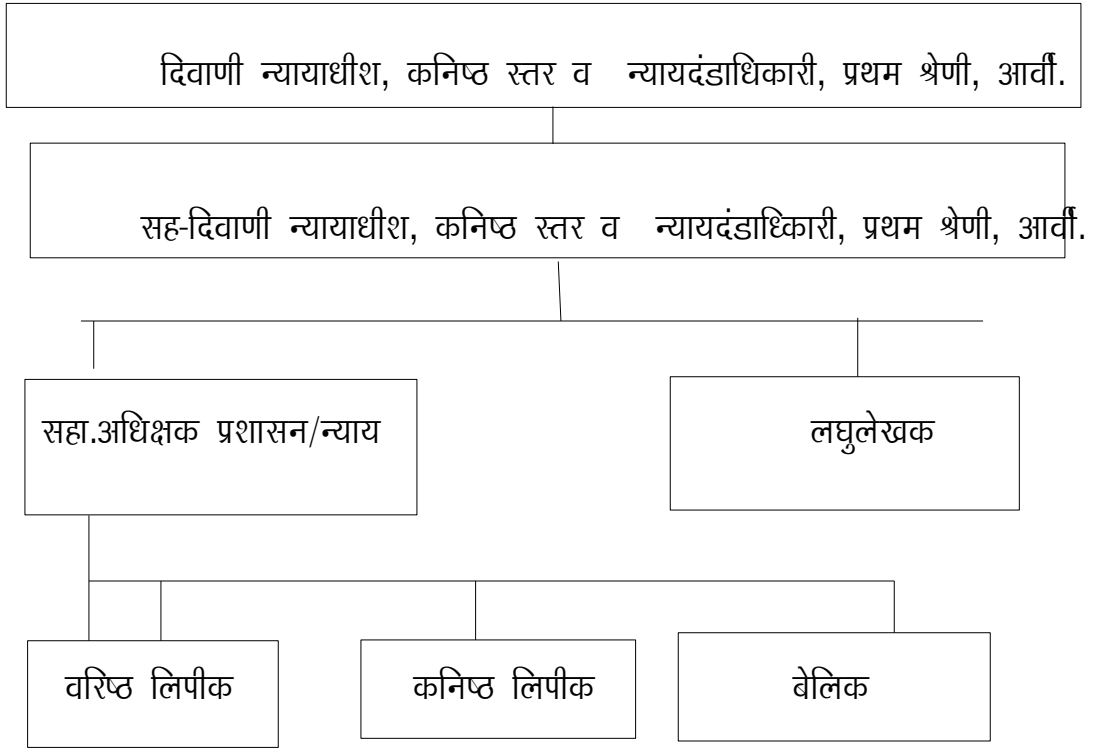 दिवाणी न्यायाधीश, कनिष्ठ स्तर व न्यायदंडाधिकारी, प्रथम श्रेणी, आर्वी.
सह-दिवाणी न्यायाधीश, कनिष्ठ स्तर व न्यायदंडाध्किारी, प्रथम श्रेणी, आर्वी.
सहा.अधिक्षक प्रशासन/न्याय
लघुलेखक
वरिष्ठ लिपीक
कनिष्ठ लिपीक
बेलिक